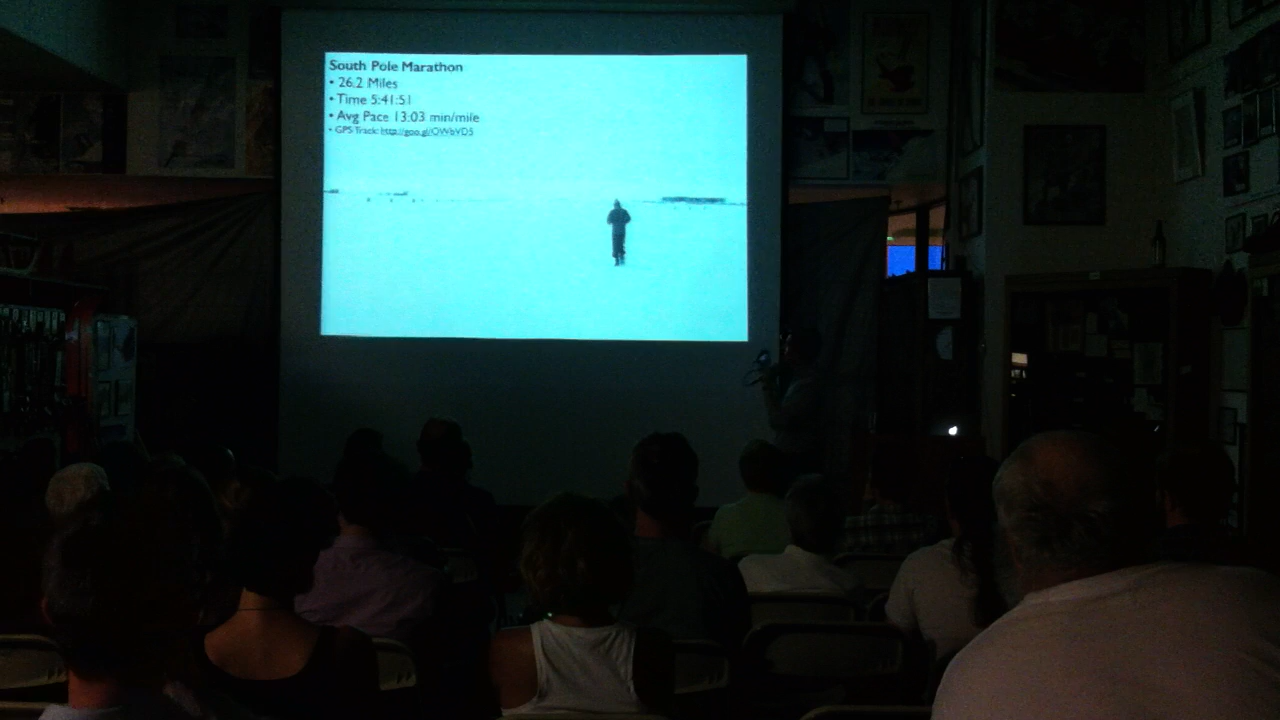 South Pole Marathon
• 26.2 Miles
• Time 5:41:51
• Avg Pace 13:03 min/mile
• GPS Track: http://goo.gl/OWbVD5